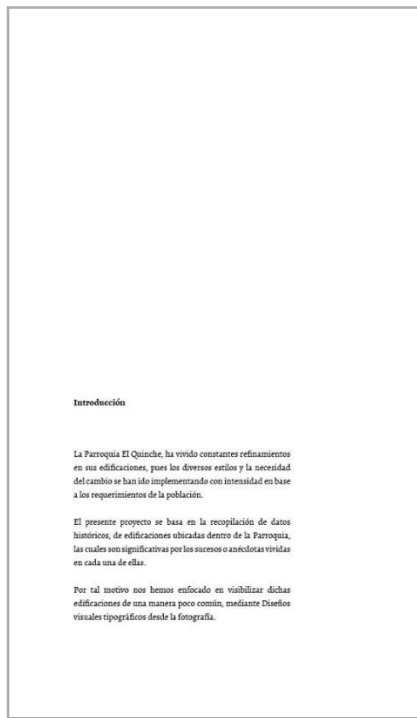 Introducción
La Parroquia El Quinche, ha vivido constantes refinamientos
en sus edificaciones, pues los diversos estilos y la necesidad
del cambio se han ido implementando con intensidad en base
a los requerimientos de la población.
El presente proyecto se basa en la recopilación de datos
históricos, de edificaciones ubicadas dentro de la Parroquia,
las cuales son significativas por los sucesos o anécdotas vividas
en cada una de ellas.
Por tal motivo nos hemos enfocado en visibilizar dichas
edificaciones de una manera poco común, mediante Diseños
visuales tipográficos desde la fotografía.